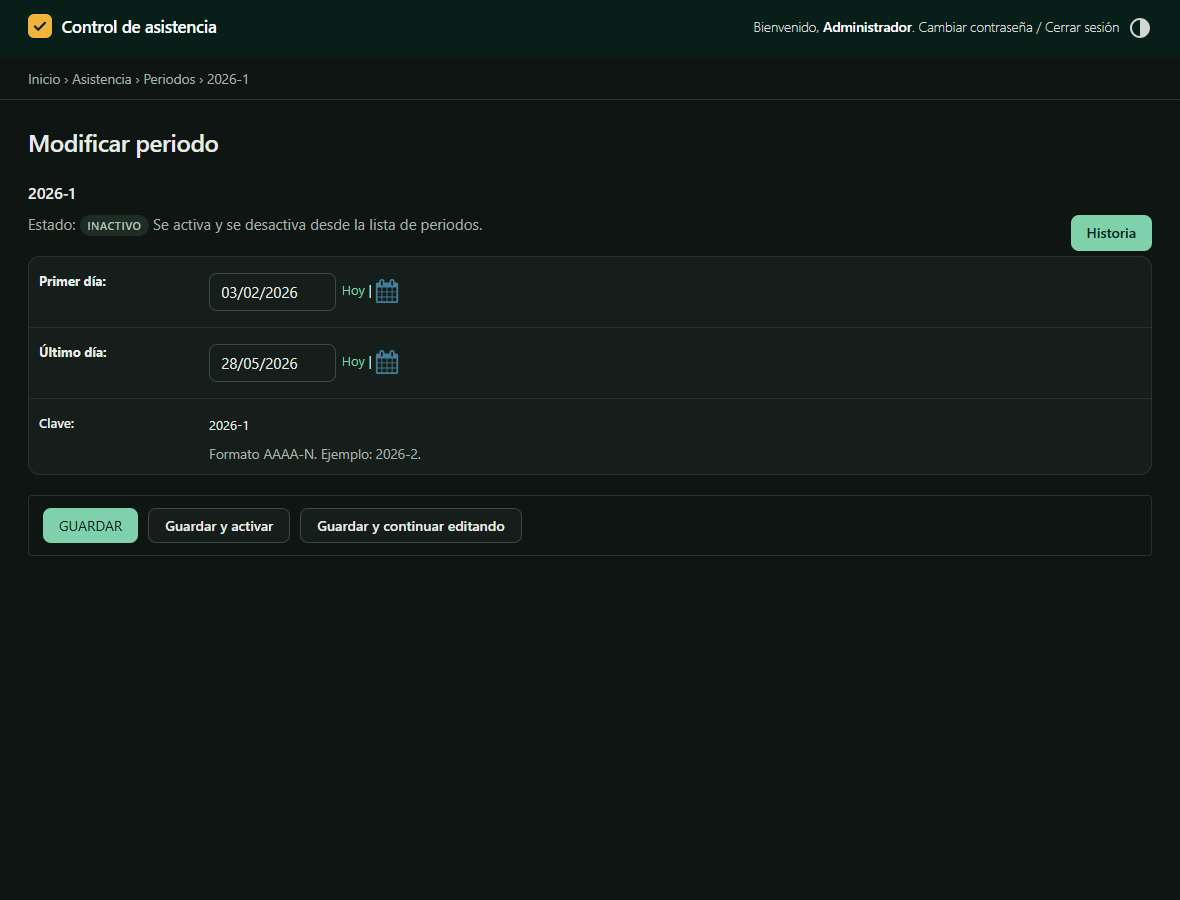 Control de asistencia
Bienvenido, Administrador. Cambiar contraseña / Cerrar sesión
Inicio › Asistencia › Periodos › 2026-1
Modificar periodo
2026-1
Estado: INACTIVO Se activa y se desactiva desde la lista de periodos.
Historia
Primer día: 03/02/2026 Hoy |
Último día: 28/05/2026 Hoy |
Clave: 2026-1
Formato AAAA-N. Ejemplo: 2026-2.
GUARDAR Guardar y activar Guardar y continuar editando